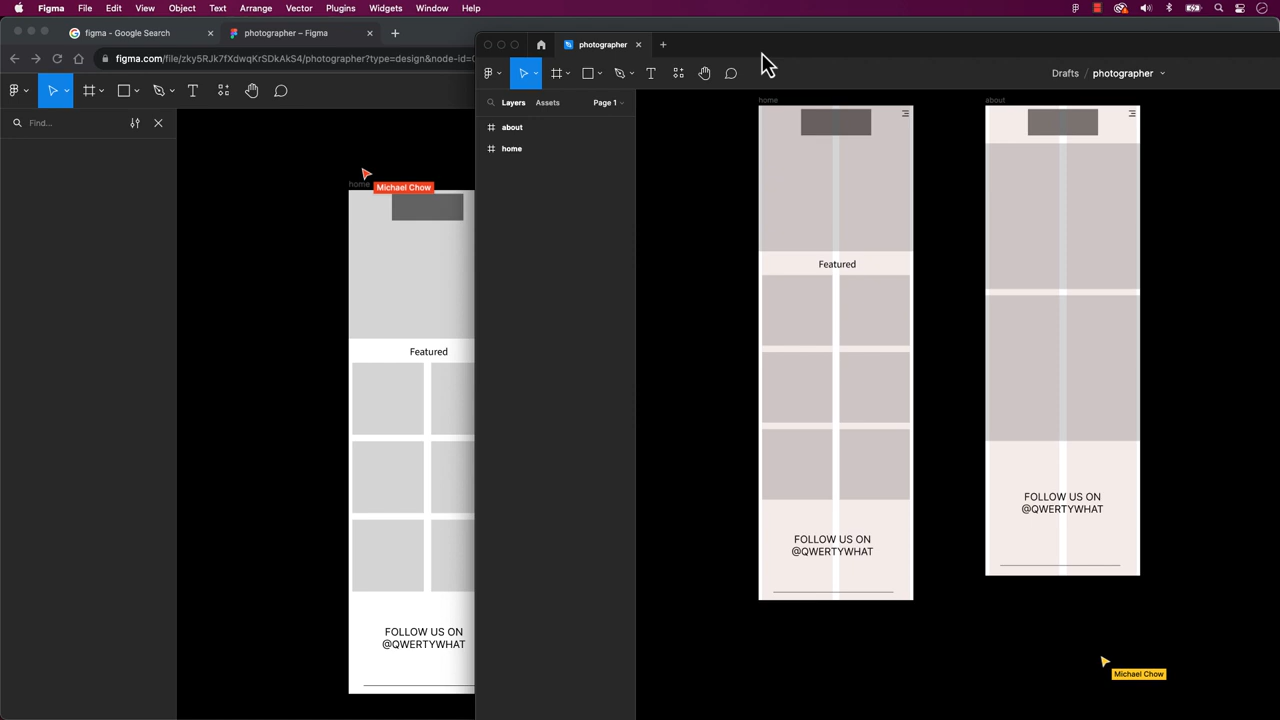 Figma File Edit View Object Text Arrange Vector Plugins Widgets Window Help
figma - Google Search
photographer – Figma
figma.com/file/zky5RJk7fXdwqKrSDkAkS4/photographer?type=design&node-id=0
Find...
home
Michael Chow
Featured
FOLLOW US ON
@QWERTYWHAT
photographer
Drafts / photographer
Layers Assets Page 1
about
home
home
Featured
FOLLOW US ON
@QWERTYWHAT
about
FOLLOW US ON
@QWERTYWHAT
Michael Chow